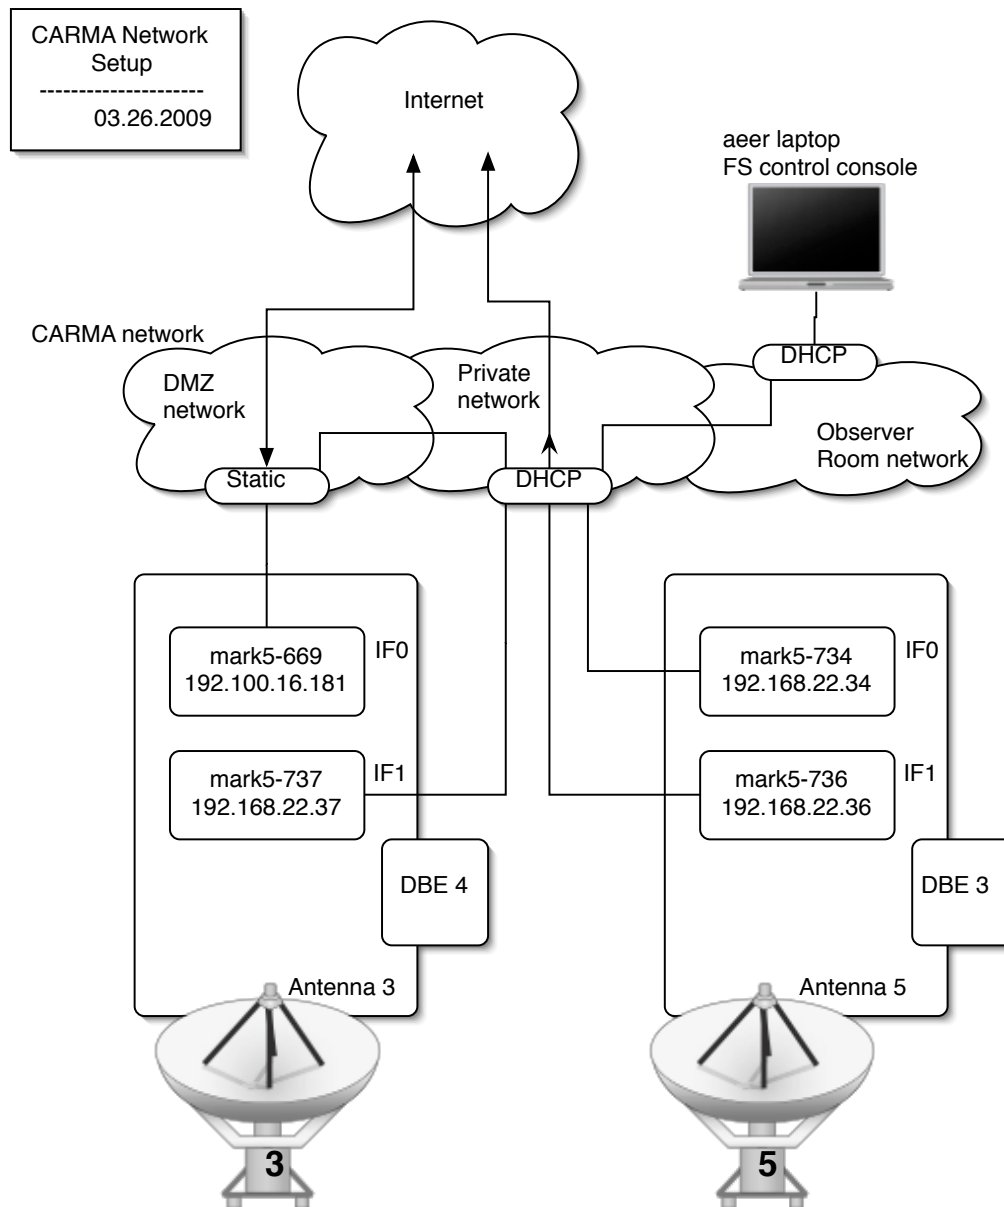 CARMA Network
Setup
---------------------
03.26.2009
Internet
aeer laptop
FS control console
CARMA network
DMZ
network
Private
network
DHCP
Observer
Room network
Static
DHCP
mark5-669
192.100.16.181
IF0
mark5-737
192.168.22.37
IF1
DBE 4
Antenna 3
mark5-734
192.168.22.34
IF0
mark5-736
192.168.22.36
IF1
DBE 3
Antenna 5
3
5